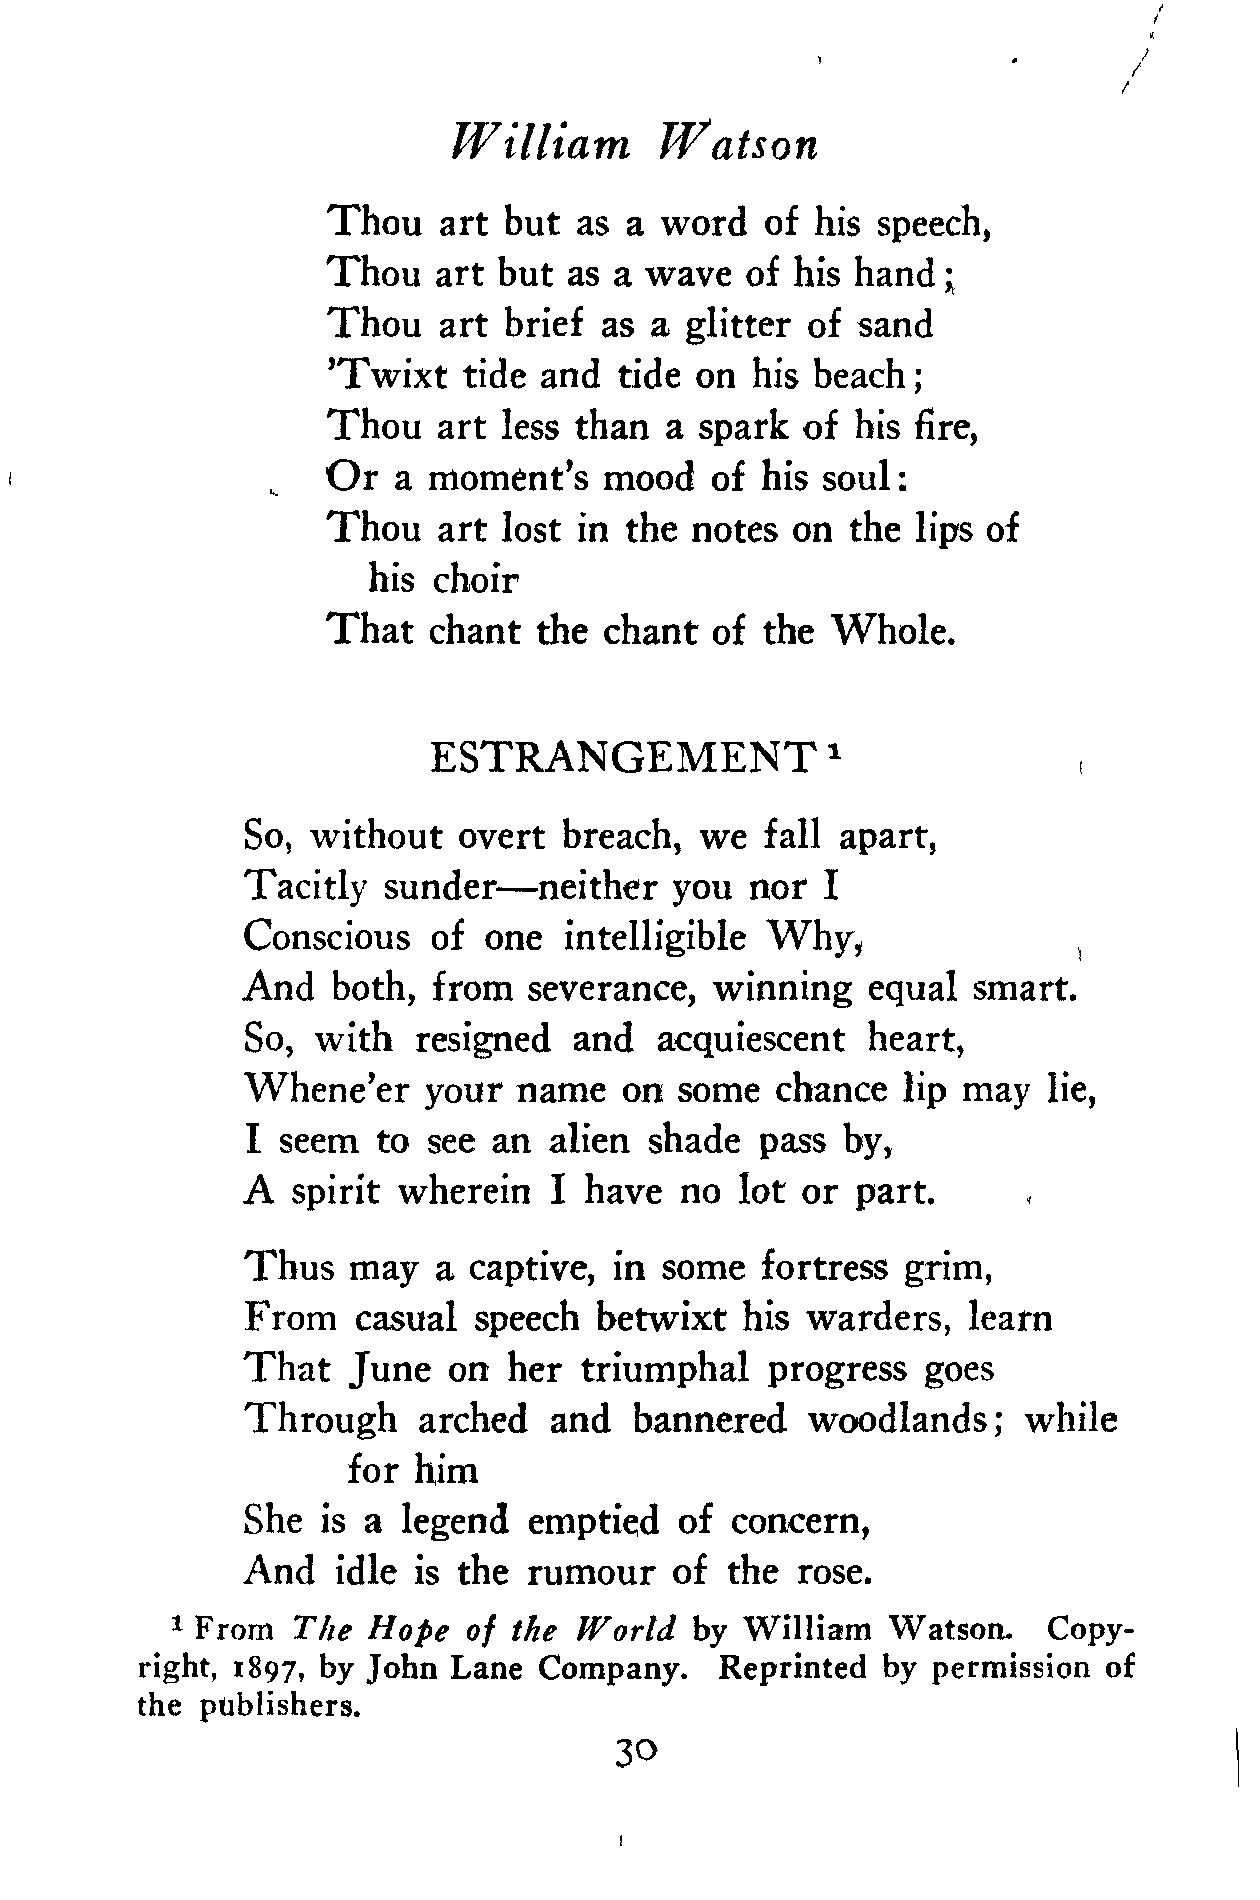 William Watson
Thou art but as a word of his speech,
Thou art but as a wave of his hand;
Thou art brief as a glitter of sand
'Twixt tide and tide on his beach;
Thou art less than a spark of his fire,
Or a moment's mood of his soul:
Thou art lost in the notes on the lips of
his choir
That chant the chant of the Whole.
ESTRANGEMENT ¹
So, without overt breach, we fall apart,
Tacitly sunder—neither you nor I
Conscious of one intelligible Why,
And both, from severance, winning equal smart.
So, with resigned and acquiescent heart,
Whene'er your name on some chance lip may lie,
I seem to see an alien shade pass by,
A spirit wherein I have no lot or part.
Thus may a captive, in some fortress grim,
From casual speech betwixt his warders, learn
That June on her triumphal progress goes
Through arched and bannered woodlands; while
for him
She is a legend emptied of concern,
And idle is the rumour of the rose.
¹ From The Hope of the World by William Watson. Copy-
right, 1897, by John Lane Company. Reprinted by permission of
the publishers.
30